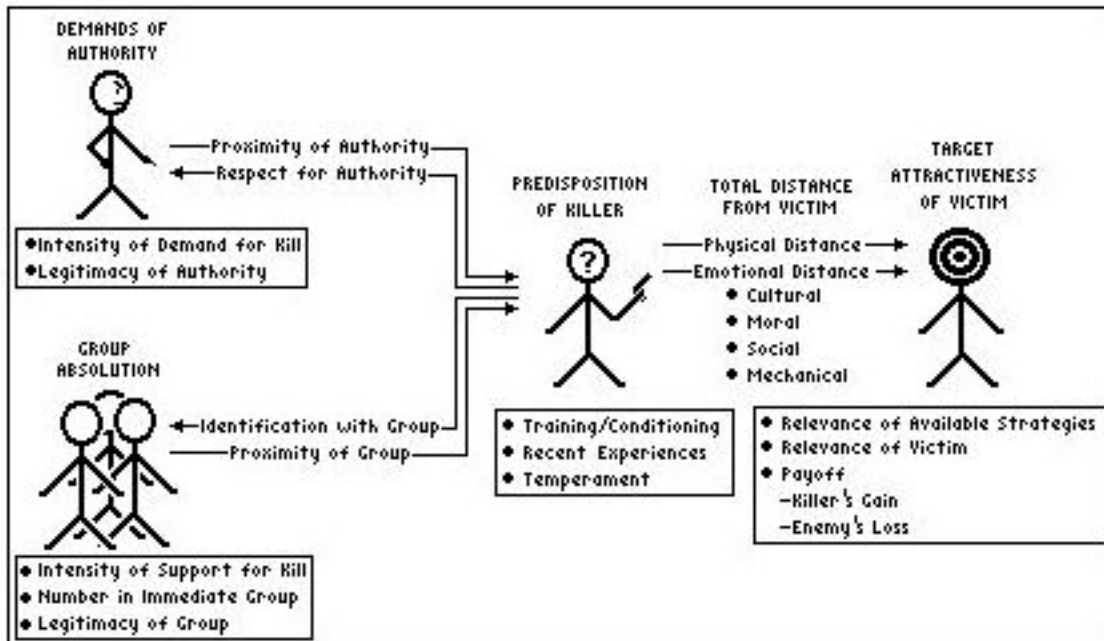 DEMANDS OF
AUTHORITY
Proximity of Authority
Respect for Authority
● Intensity of Demand for Kill
● Legitimacy of Authority
GROUP
ABSOLUTION
Identification with Group
Proximity of Group
● Intensity of Support for Kill
● Number in Immediate Group
● Legitimacy of Group
PREDISPOSITION
OF KILLER
?
● Training/Conditioning
● Recent Experiences
● Temperament
TOTAL DISTANCE
FROM VICTIM
Physical Distance
Emotional Distance
● Cultural
● Moral
● Social
● Mechanical
TARGET
ATTRACTIVENESS
OF VICTIM
● Relevance of Available Strategies
● Relevance of Victim
● Payoff
–Killer's Gain
–Enemy's Loss